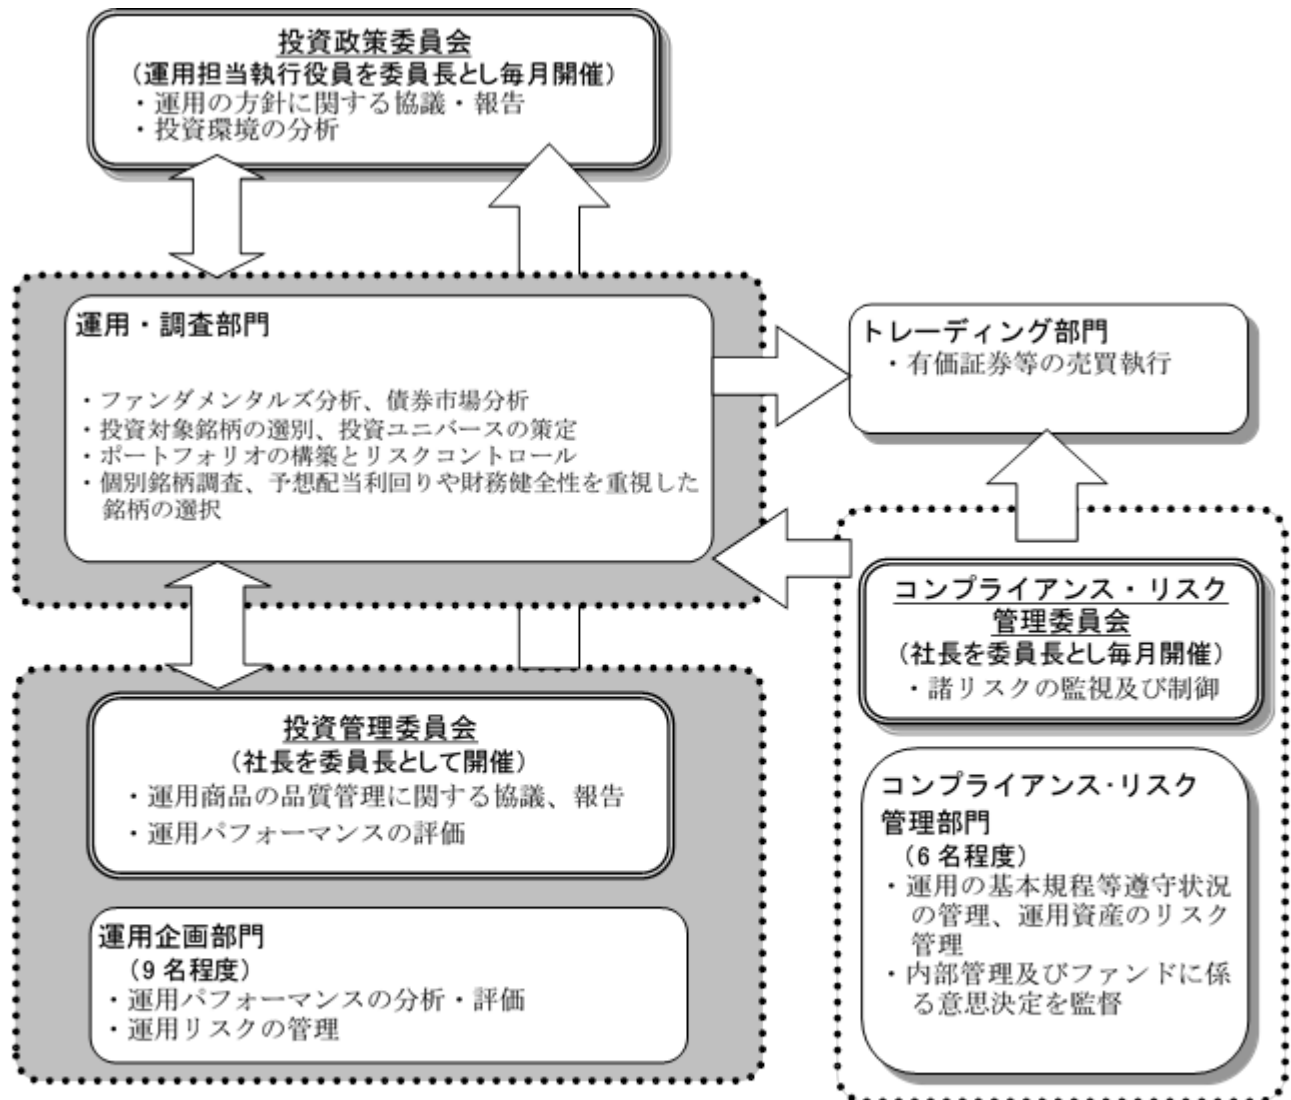 投資政策委員会
（運用担当執行役員を委員長とし毎月開催）
・運用の方針に関する協議・報告
・投資環境の分析
運用・調査部門
・ファンダメンタルズ分析、債券市場分析
・投資対象銘柄の選別、投資ユニバースの策定
・ポートフォリオの構築とリスクコントロール
・個別銘柄調査、予想配当利回りや財務健全性を重視した
銘柄の選択
トレーディング部門
・有価証券等の売買執行
コンプライアンス・リスク
管理委員会
（社長を委員長とし毎月開催）
・諸リスクの監視及び制御
投資管理委員会
（社長を委員長として開催）
・運用商品の品質管理に関する協議、報告
・運用パフォーマンスの評価
運用企画部門
（9名程度）
・運用パフォーマンスの分析・評価
・運用リスクの管理
コンプライアンス・リスク
管理部門
（6名程度）
・運用の基本規程等遵守状況
の管理、運用資産のリスク
管理
・内部管理及びファンドに係
る意思決定を監督